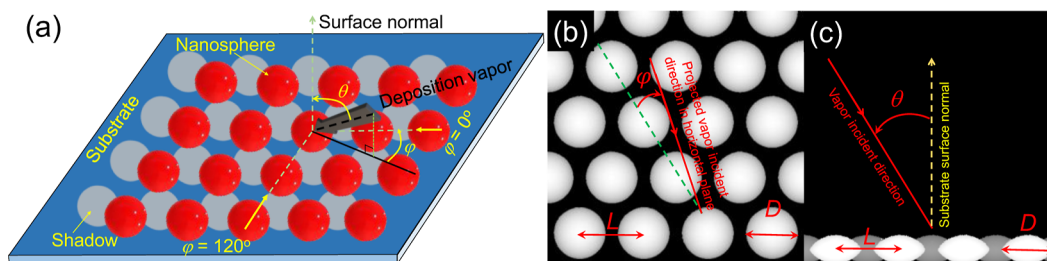 (a)
Surface normal
Nanosphere
Deposition vapor
θ
Substrate
φ = 0°
φ
Shadow
φ = 120°
(b)
φ
Projected vapor incident
direction in horizontal plane
L
D
(c)
θ
Vapor incident direction
Substrate surface normal
L
D